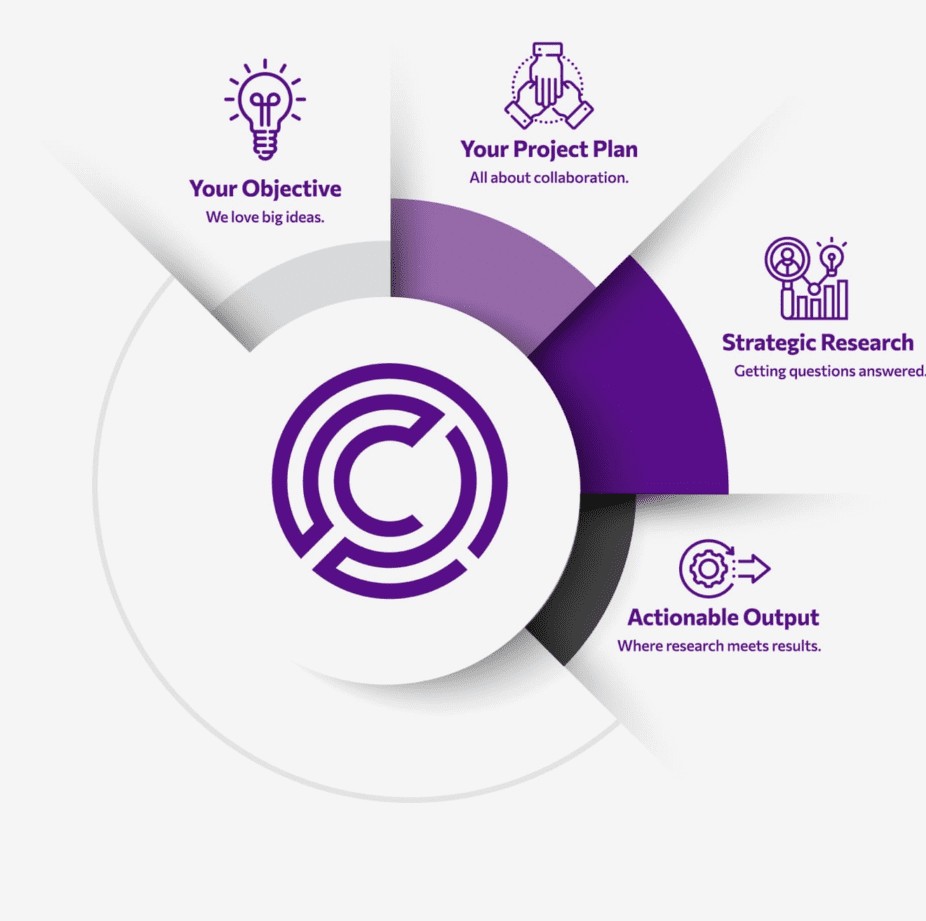 Your Objective
We love big ideas.
Your Project Plan
All about collaboration.
Strategic Research
Getting questions answered.
Actionable Output
Where research meets results.